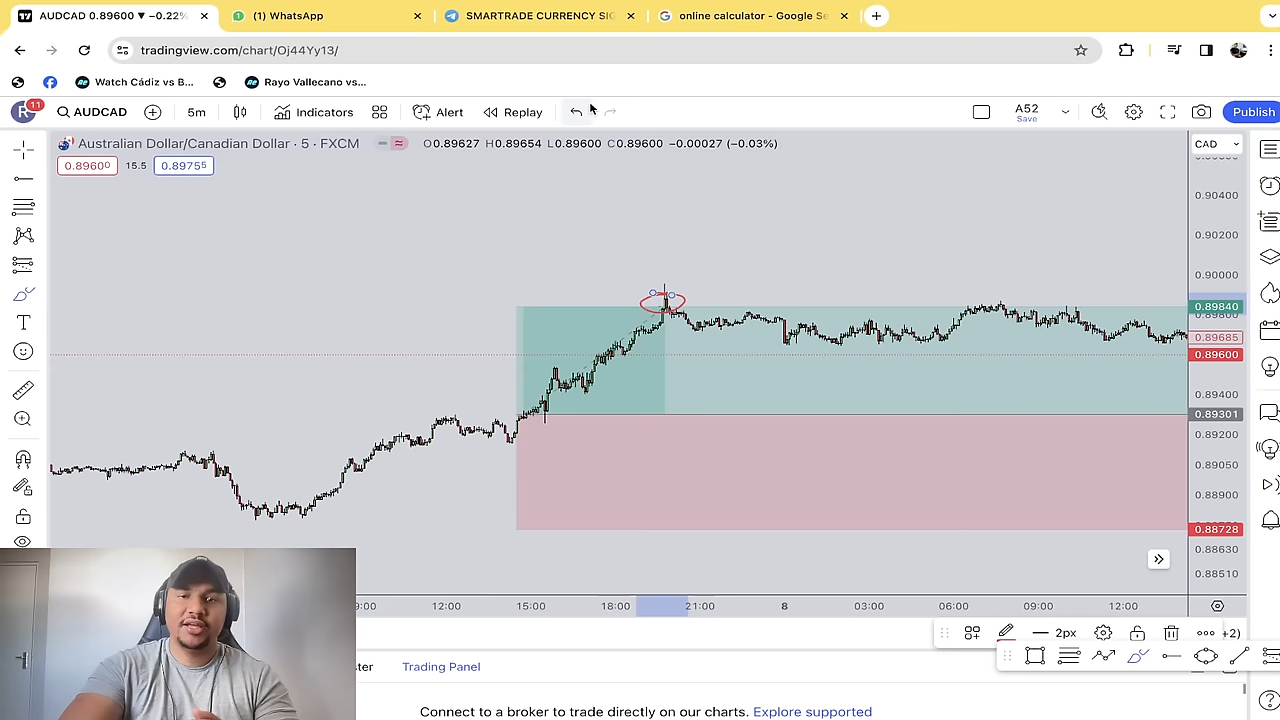 AUDCAD 0.89600 ▼ −0.22%
(1) WhatsApp
SMARTRADE CURRENCY SIG
online calculator - Google Se
tradingview.com/chart/Oj44Yy13/
Watch Cádiz vs B...
Rayo Vallecano vs...
R
11
AUDCAD
5m
Indicators
Alert
Replay
A52
Save
Publish
Australian Dollar/Canadian Dollar · 5 · FXCM
O0.89627 H0.89654 L0.89600 C0.89600 −0.00027 (−0.03%)
CAD
0.89600
15.5
0.89755
0.90400
0.90200
0.90000
0.89840
0.89685
0.89600
0.89400
0.89301
0.89200
0.89050
0.88900
0.88728
0.88630
0.88510
9:00
12:00
15:00
18:00
21:00
8
03:00
06:00
09:00
12:00
2px
+2)
ter
Trading Panel
Connect to a broker to trade directly on our charts. Explore supported